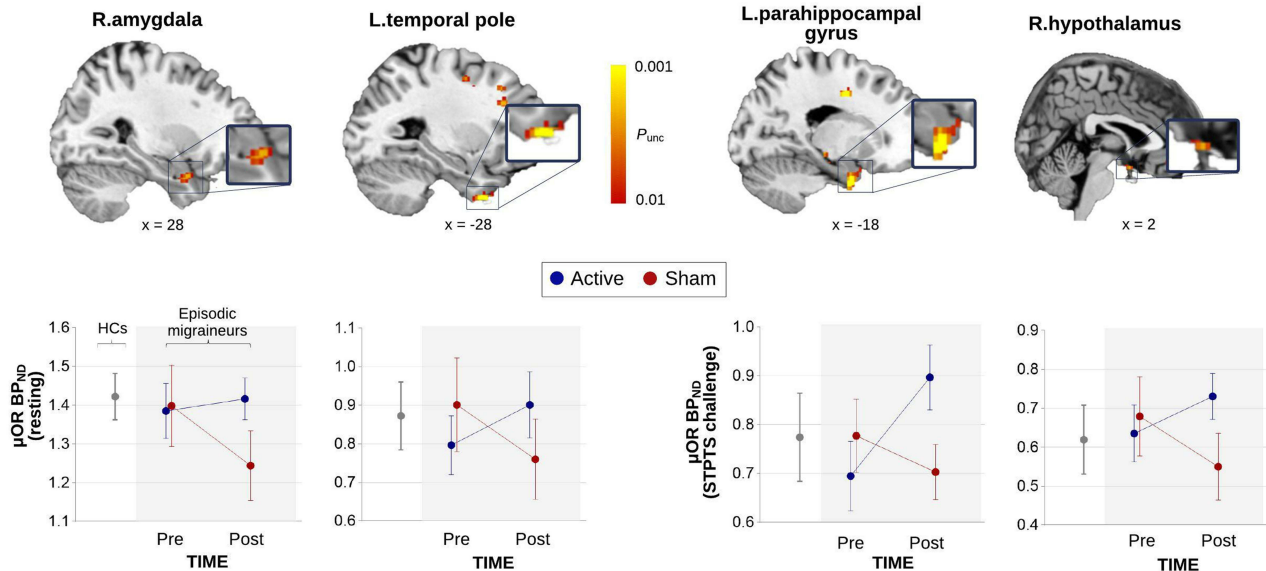 R.amygdala
L.temporal pole
L.parahippocampal
gyrus
R.hypothalamus
0.001
Punc
0.01
x = 28
x = -28
x = -18
x = 2
Active Sham
μOR BPND
(resting)
1.6
1.5
1.4
1.3
1.2
1.1
HCs
Episodic
migraineurs
Pre Post
TIME
1.1
1.0
0.9
0.8
0.7
0.6
Pre Post
TIME
μOR BPND
(STPTS challenge)
1.0
0.9
0.8
0.7
0.6
Pre Post
TIME
0.9
0.8
0.7
0.6
0.5
0.4
Pre Post
TIME